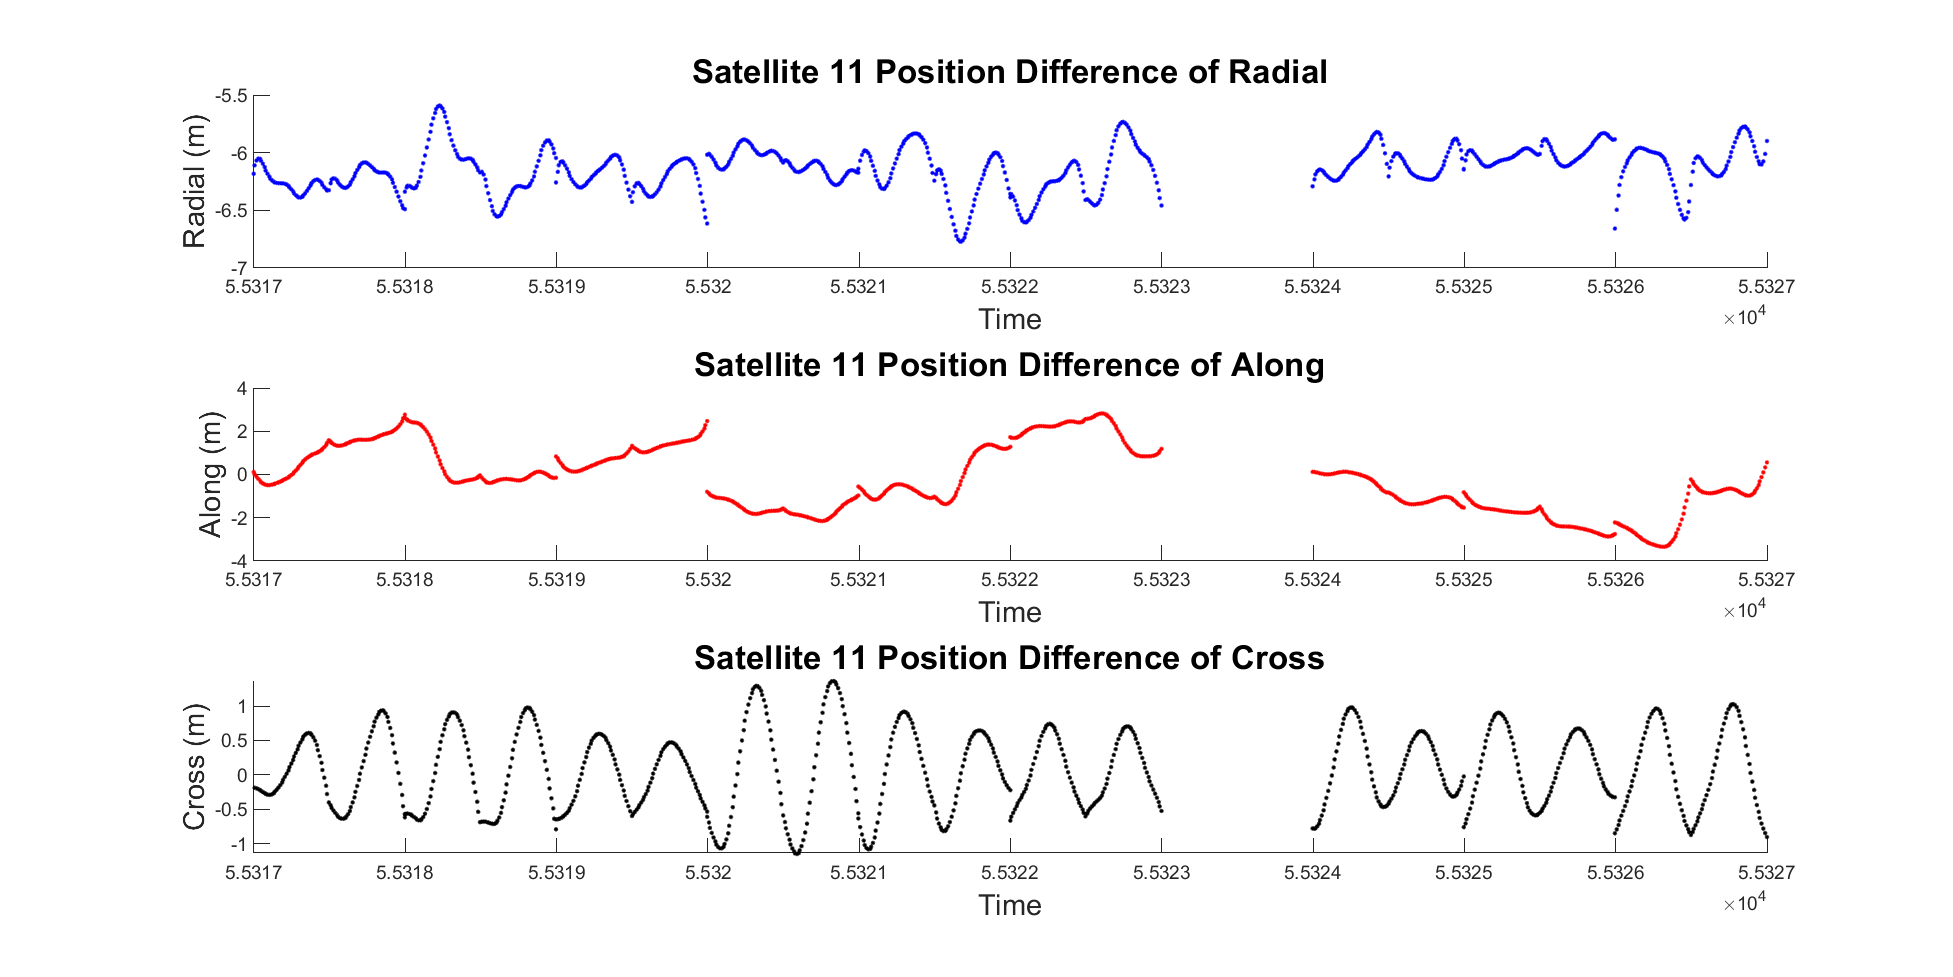 Satellite 11 Position Difference of Radial
Radial (m)
-5.5
-6
-6.5
-7
5.5317 5.5318 5.5319 5.532 5.5321 5.5322 5.5323 5.5324 5.5325 5.5326 5.5327
Time
×10^4
Satellite 11 Position Difference of Along
Along (m)
4
2
0
-2
-4
5.5317 5.5318 5.5319 5.532 5.5321 5.5322 5.5323 5.5324 5.5325 5.5326 5.5327
Time
×10^4
Satellite 11 Position Difference of Cross
Cross (m)
1
0.5
0
-0.5
-1
5.5317 5.5318 5.5319 5.532 5.5321 5.5322 5.5323 5.5324 5.5325 5.5326 5.5327
Time
×10^4